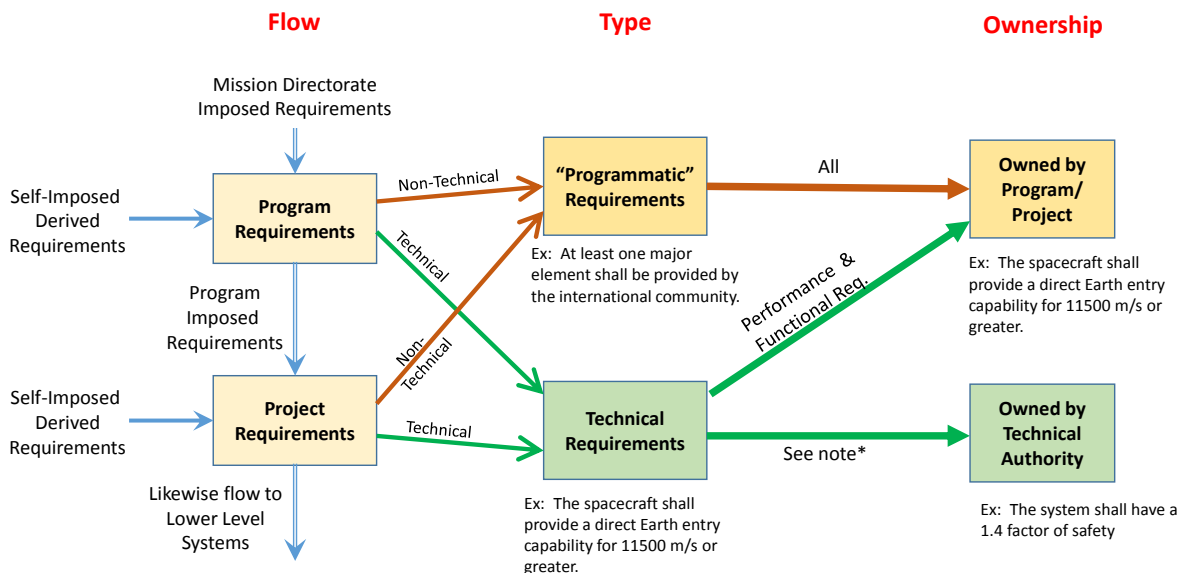 Flow
Type
Ownership
Mission Directorate
Imposed Requirements
Self-Imposed
Derived
Requirements
Program
Requirements
Non-Technical
Technical
“Programmatic”
Requirements
Ex:  At least one major
element shall be provided by
the international community.
All
Owned by
Program/
Project
Ex:  The spacecraft shall
provide a direct Earth entry
capability for 11500 m/s or
greater.
Program
Imposed
Requirements
Non-
Technical
Performance &
Functional Req.
Self-Imposed
Derived
Requirements
Project
Requirements
Technical
Technical
Requirements
See note*
Owned by
Technical
Authority
Likewise flow to
Lower Level
Systems
Ex:  The spacecraft shall
provide a direct Earth entry
capability for 11500 m/s or
greater.
Ex:  The system shall have a
1.4 factor of safety